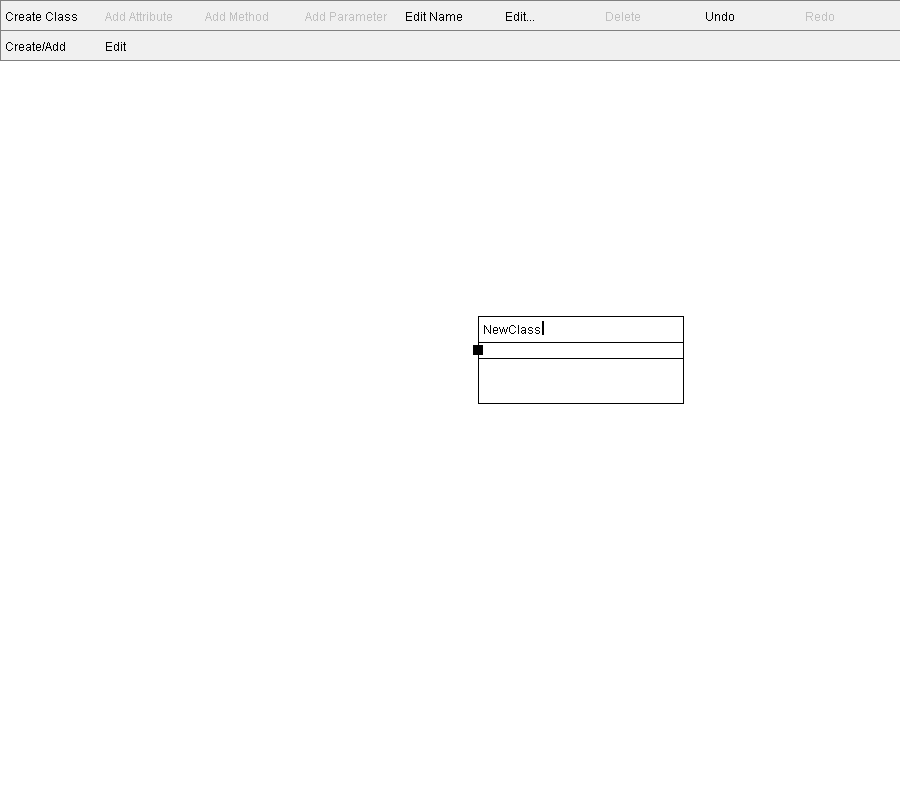 Create Class Add Attribute Add Method Add Parameter Edit Name Edit... Delete Undo Redo
Create/Add Edit
NewClass